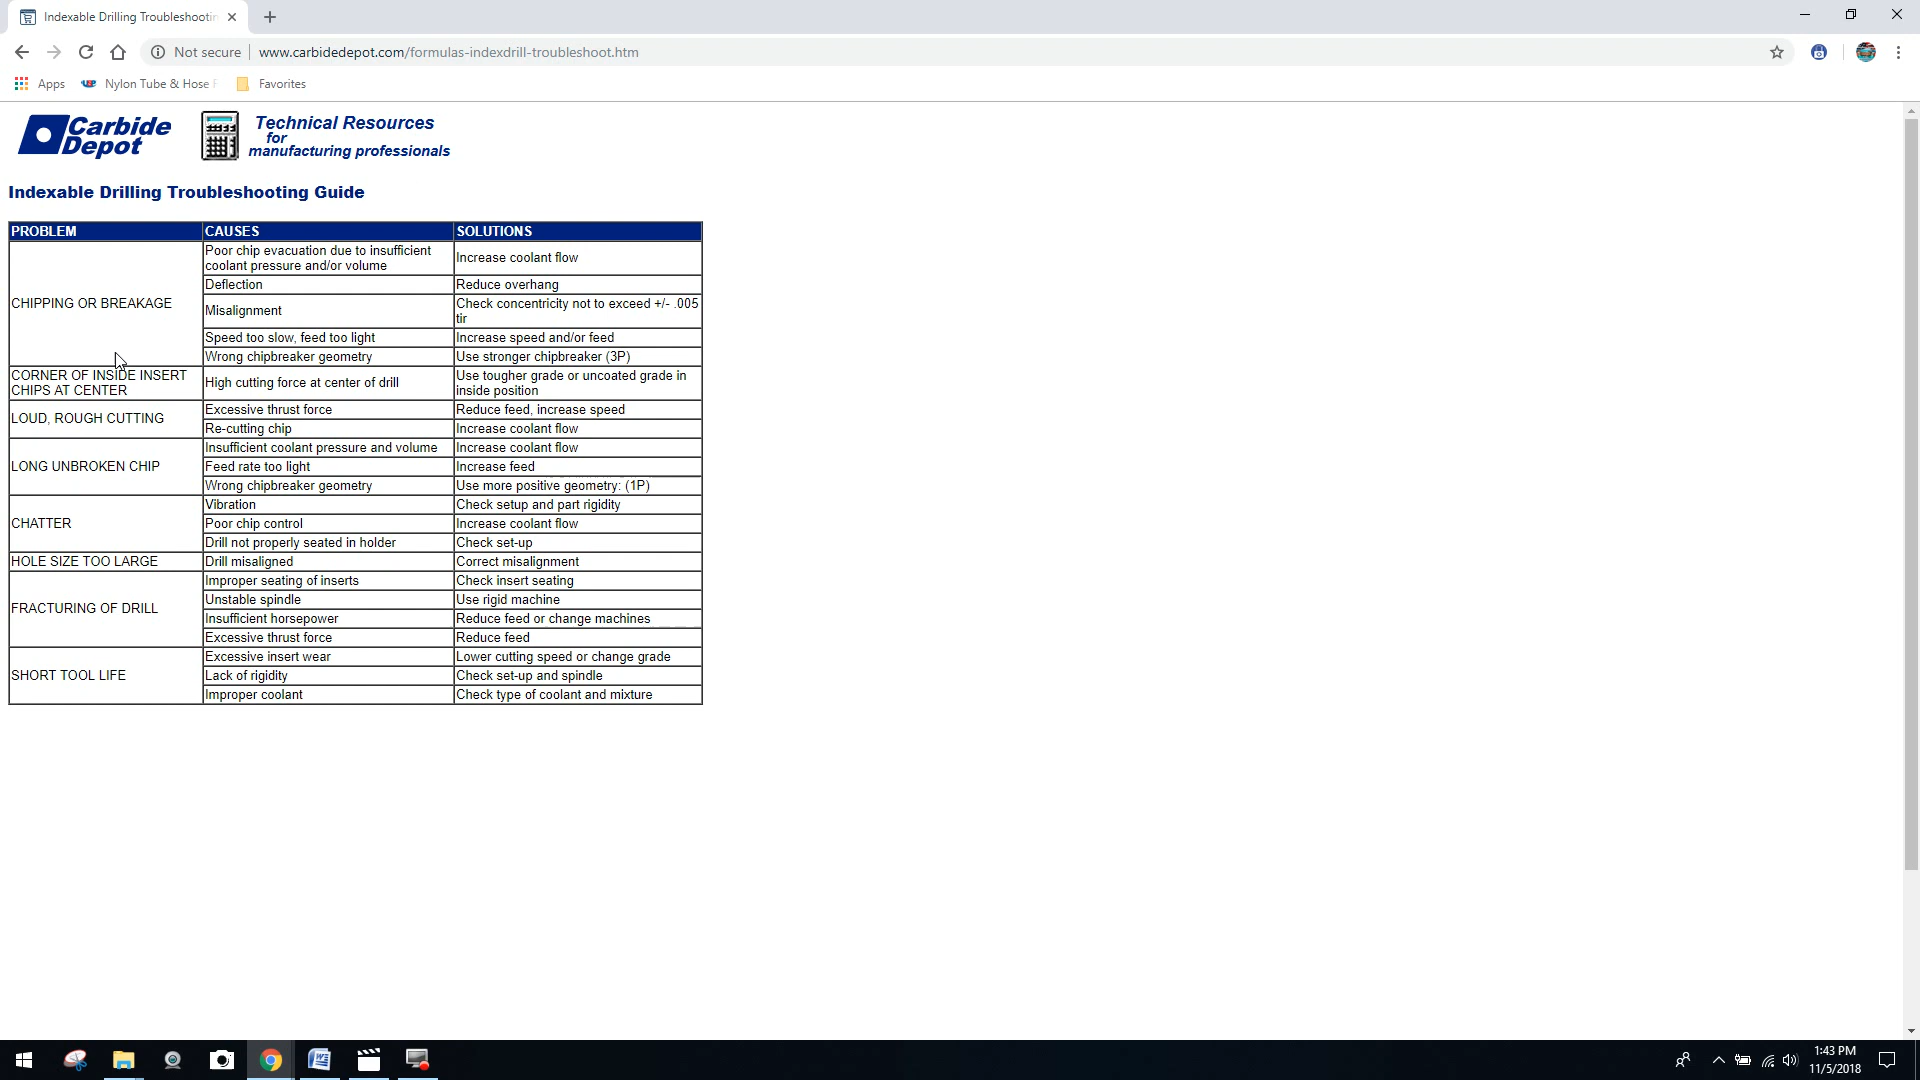 Indexable Drilling Troubleshootin
Not secure
www.carbidedepot.com/formulas-indexdrill-troubleshoot.htm
Apps
Nylon Tube & Hose F
Favorites
Carbide
Depot
Technical Resources
for
manufacturing professionals
Indexable Drilling Troubleshooting Guide
PROBLEM CAUSES SOLUTIONS
CHIPPING OR BREAKAGE
Poor chip evacuation due to insufficient
coolant pressure and/or volume
Increase coolant flow
Deflection
Reduce overhang
Misalignment
Check concentricity not to exceed +/- .005
tir
Speed too slow, feed too light
Increase speed and/or feed
Wrong chipbreaker geometry
Use stronger chipbreaker (3P)
CORNER OF INSIDE INSERT
CHIPS AT CENTER
High cutting force at center of drill
Use tougher grade or uncoated grade in
inside position
LOUD, ROUGH CUTTING
Excessive thrust force
Reduce feed, increase speed
Re-cutting chip
Increase coolant flow
LONG UNBROKEN CHIP
Insufficient coolant pressure and volume
Increase coolant flow
Feed rate too light
Increase feed
Wrong chipbreaker geometry
Use more positive geometry: (1P)
CHATTER
Vibration
Check setup and part rigidity
Poor chip control
Increase coolant flow
Drill not properly seated in holder
Check set-up
HOLE SIZE TOO LARGE
Drill misaligned
Correct misalignment
FRACTURING OF DRILL
Improper seating of inserts
Check insert seating
Unstable spindle
Use rigid machine
Insufficient horsepower
Reduce feed or change machines
Excessive thrust force
Reduce feed
SHORT TOOL LIFE
Excessive insert wear
Lower cutting speed or change grade
Lack of rigidity
Check set-up and spindle
Improper coolant
Check type of coolant and mixture
1:43 PM
11/5/2018